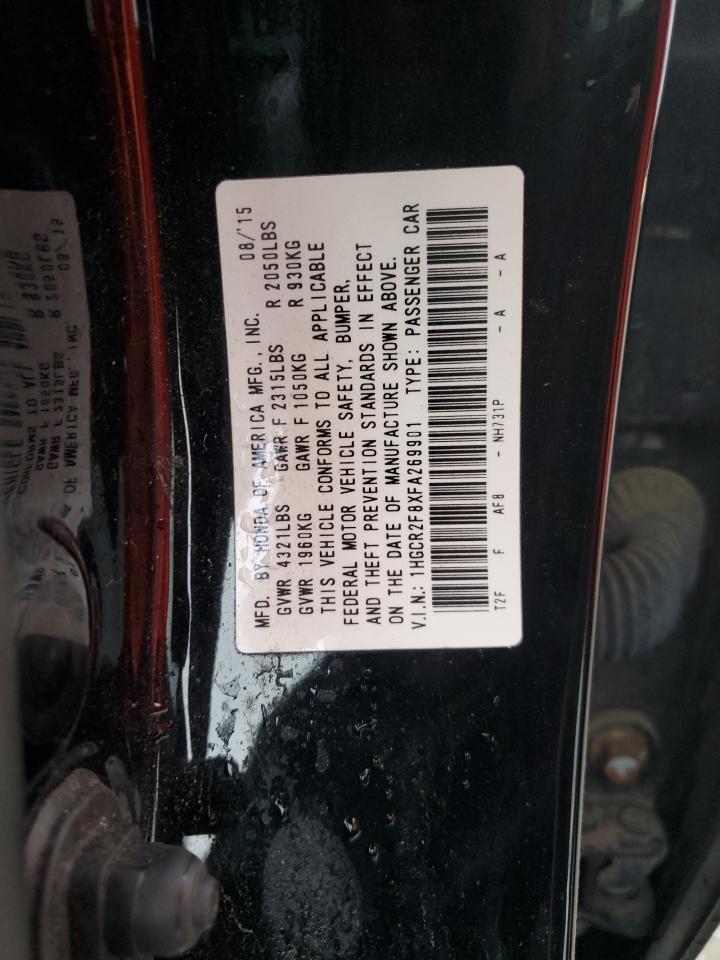 MFD. BY HONDA OF AMERICA MFG., INC. 08/'15
GVWR 4321LBS GAWR F 2315LBS R 2050LBS
GVWR 1960KG GAWR F 1050KG R 930KG
THIS VEHICLE CONFORMS TO ALL APPLICABLE
FEDERAL MOTOR VEHICLE SAFETY, BUMPER,
AND THEFT PREVENTION STANDARDS IN EFFECT
ON THE DATE OF MANUFACTURE SHOWN ABOVE.
V.I.N.: 1HGCR2F8XFA269901 TYPE: PASSENGER CAR
T2F F AF8 - NH731P - A - A